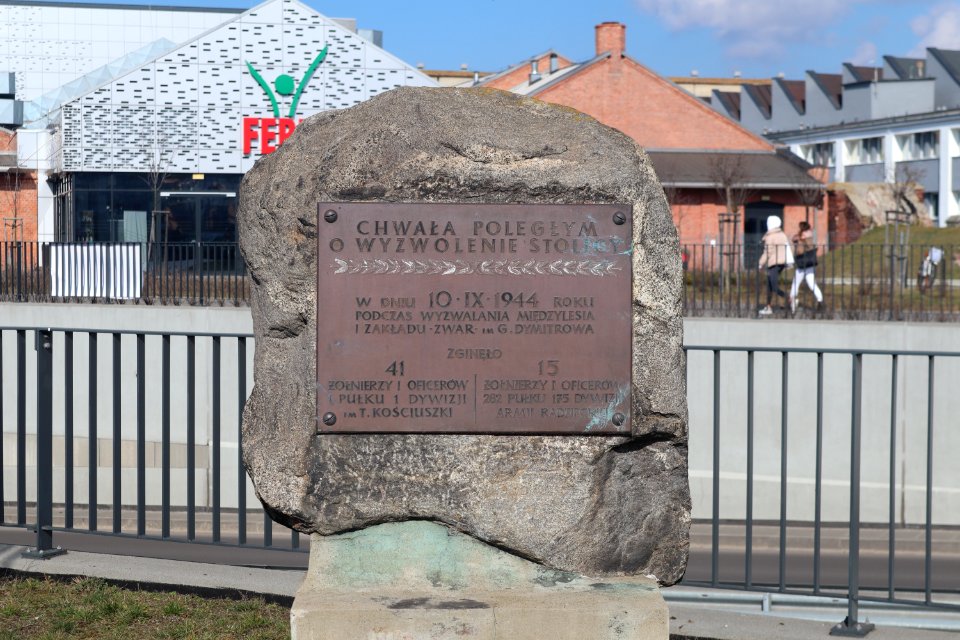 CHWAŁA POLEGŁYM
O WYZWOLENIE STOLICY
W DNIU 10·IX·1944 ROKU
PODCZAS WYZWALANIA MIEDZYLESIA
I ZAKŁADU·ZWAR·IM G. DYMITROWA
ZGINĘŁO
41
ŻOŁNIERZY I OFICERÓW
1 PUŁKU 1 DYWIZJI
IM T. KOŚCIUSZKI
15
ŻOŁNIERZY I OFICERÓW
282 PUŁKU 175 DYWIZJI
ARMII RADZIECKIEJ